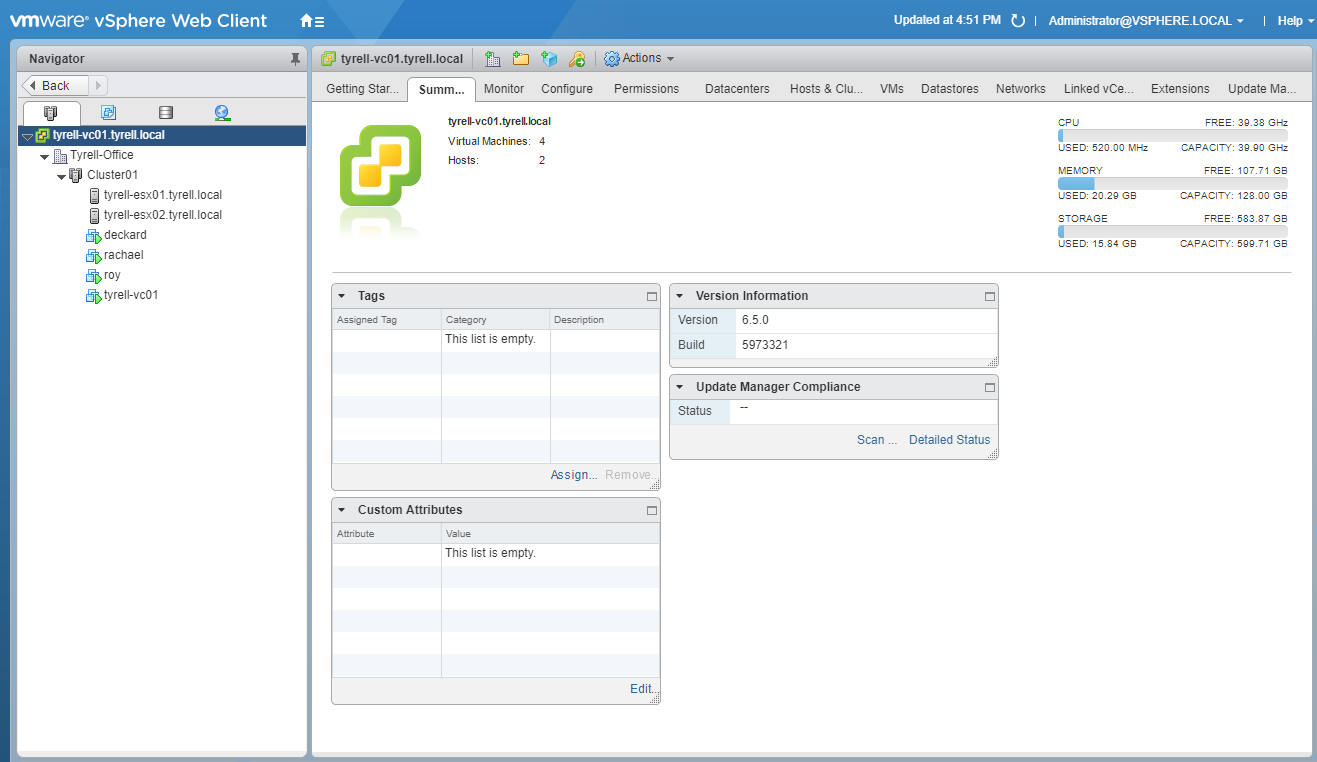 vmware® vSphere Web Client
Updated at 4:51 PM | Administrator@VSPHERE.LOCAL | Help
Navigator
Back
tyrell-vc01.tyrell.local
Tyrell-Office
Cluster01
tyrell-esx01.tyrell.local
tyrell-esx02.tyrell.local
deckard
rachael
roy
tyrell-vc01
tyrell-vc01.tyrell.local Actions
Getting Star... Summ... Monitor Configure Permissions Datacenters Hosts & Clu... VMs Datastores Networks Linked vCe... Extensions Update Ma...
tyrell-vc01.tyrell.local
Virtual Machines: 4
Hosts: 2
CPU FREE: 39.38 GHz
USED: 520.00 MHz CAPACITY: 39.90 GHz
MEMORY FREE: 107.71 GB
USED: 20.29 GB CAPACITY: 128.00 GB
STORAGE FREE: 583.87 GB
USED: 15.84 GB CAPACITY: 599.71 GB
Tags
Assigned Tag Category Description
This list is empty.
Assign... Remove...
Custom Attributes
Attribute Value
This list is empty.
Edit...
Version Information
Version 6.5.0
Build 5973321
Update Manager Compliance
Status --
Scan ... Detailed Status